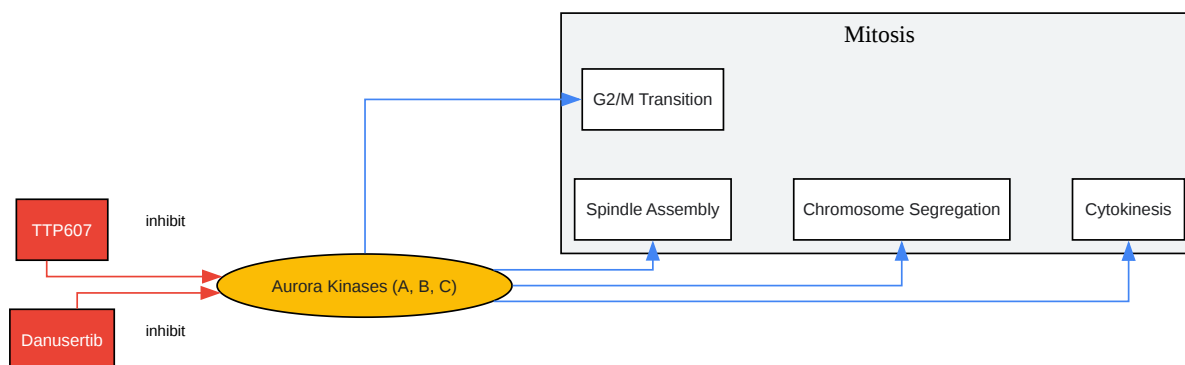 Mitosis
G2/M Transition
Spindle Assembly
Chromosome Segregation
Cytokinesis
TTP607
inhibit
Aurora Kinases (A, B, C)
Danusertib
inhibit